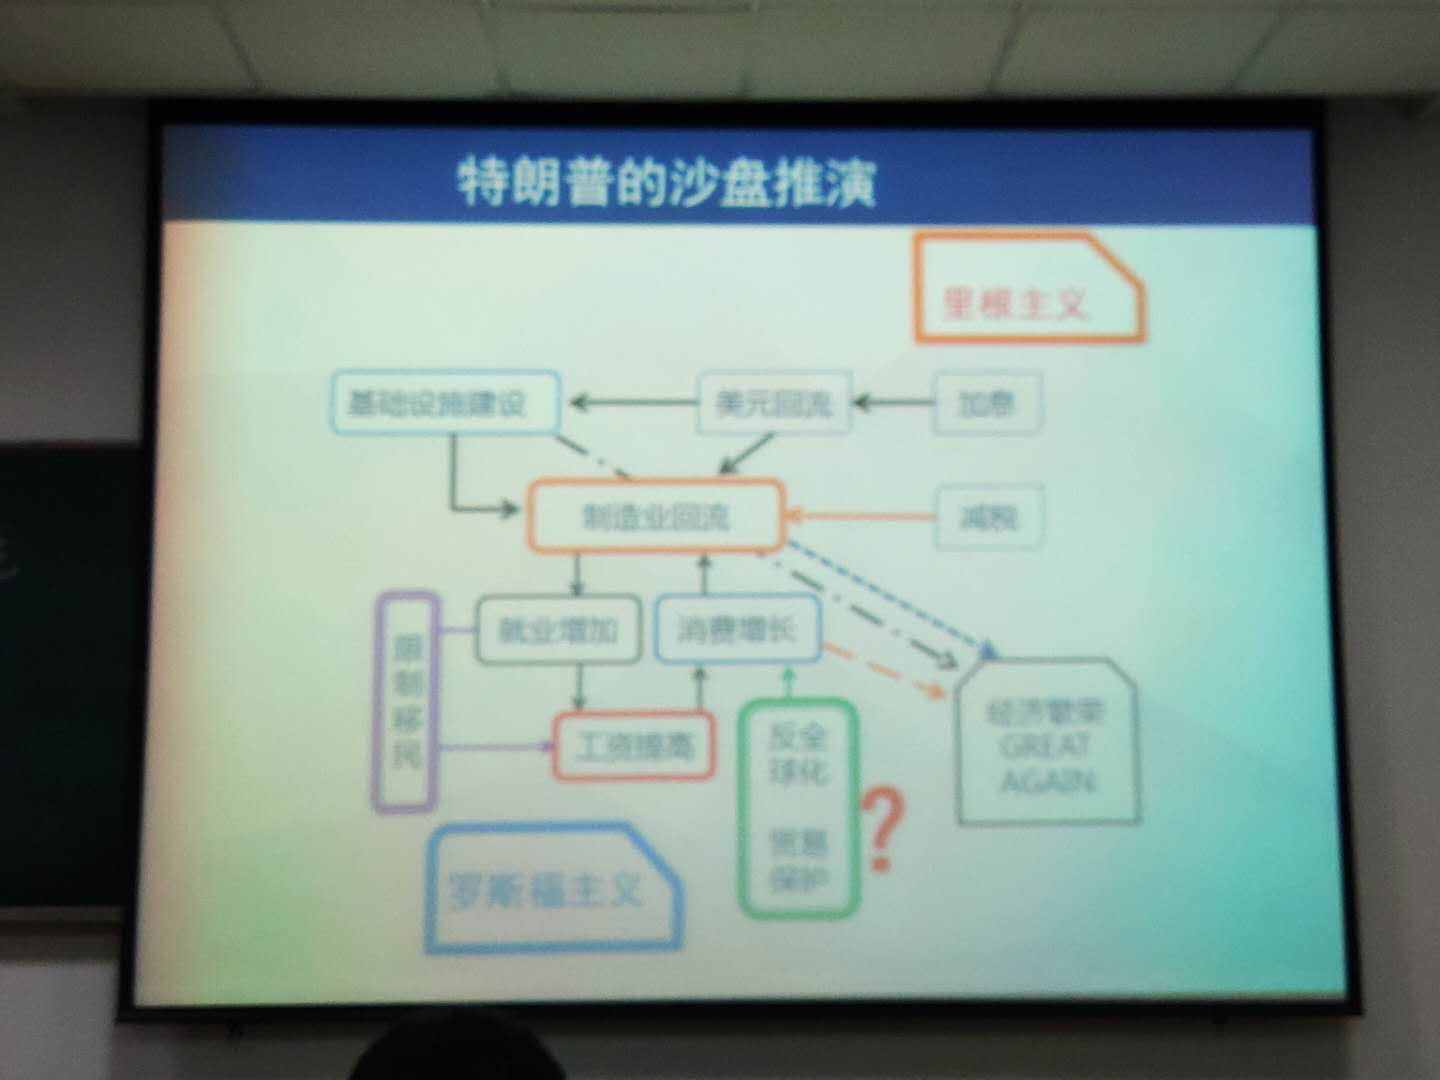 特朗普的沙盘推演
里根主义
基础设施建设
美元回流
加息
制造业回流
减税
限制移民
就业增加
消费增长
工资提高
反全
球化
贸易
保护
?
经济繁荣
GREAT
AGAIN
罗斯福主义